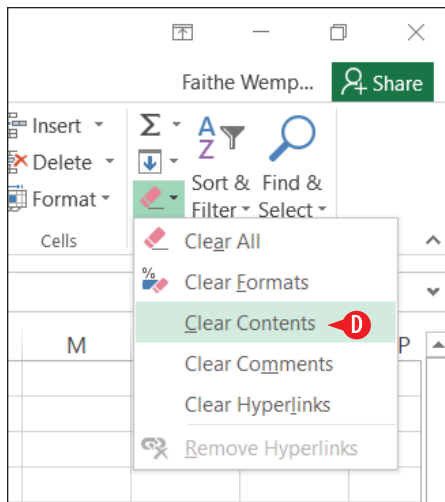 Faithe Wemp... Share
Insert
Delete
Format
Σ
A
Z
Sort & Filter
Find & Select
Cells
%
Clear All
Clear Formats
Clear Contents D
Clear Comments
Clear Hyperlinks
Remove Hyperlinks
M P